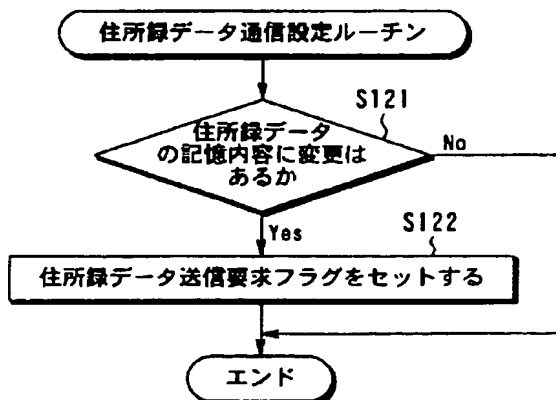 住所録データ通信設定ルーチン
S121
住所録データ
の記憶内容に変更は
あるか
No
Yes
S122
住所録データ送信要求フラグをセットする
エンド